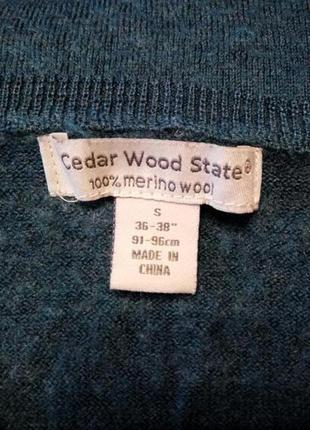 Cedar Wood State®
100% merino wool
S
36-38"
91-96cm
MADE IN
CHINA